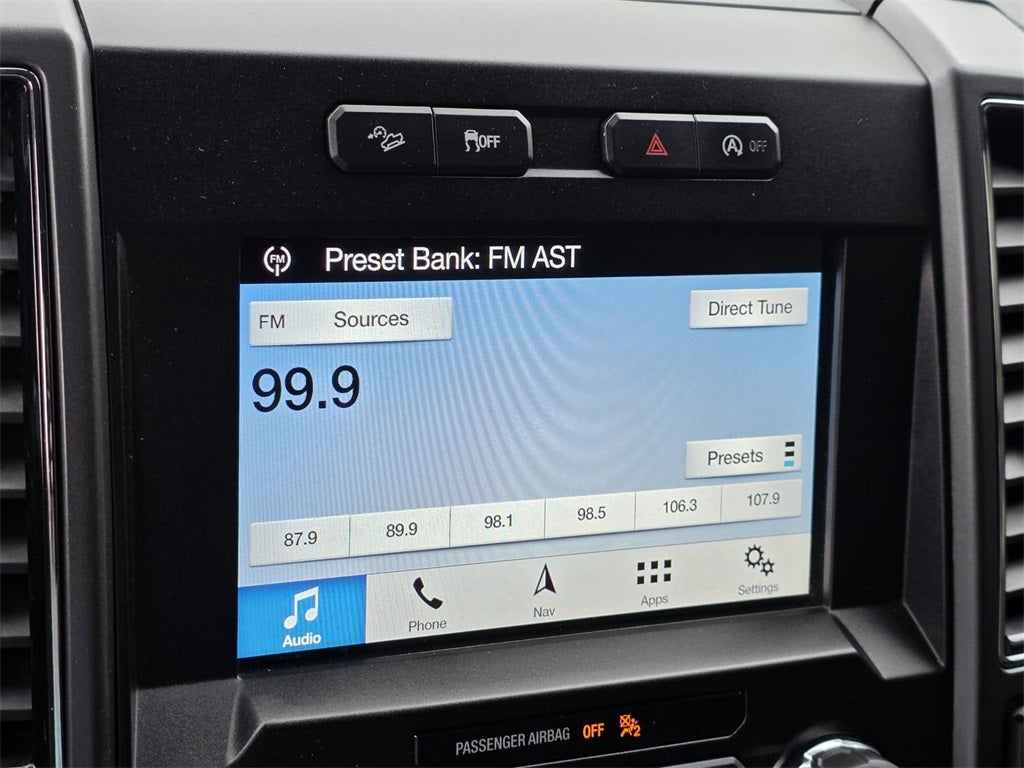 OFF
A OFF
FM Preset Bank: FM AST
FM Sources
Direct Tune
99.9
Presets
87.9 89.9 98.1 98.5 106.3 107.9
Audio Phone Nav Apps Settings
PASSENGER AIRBAG OFF 2